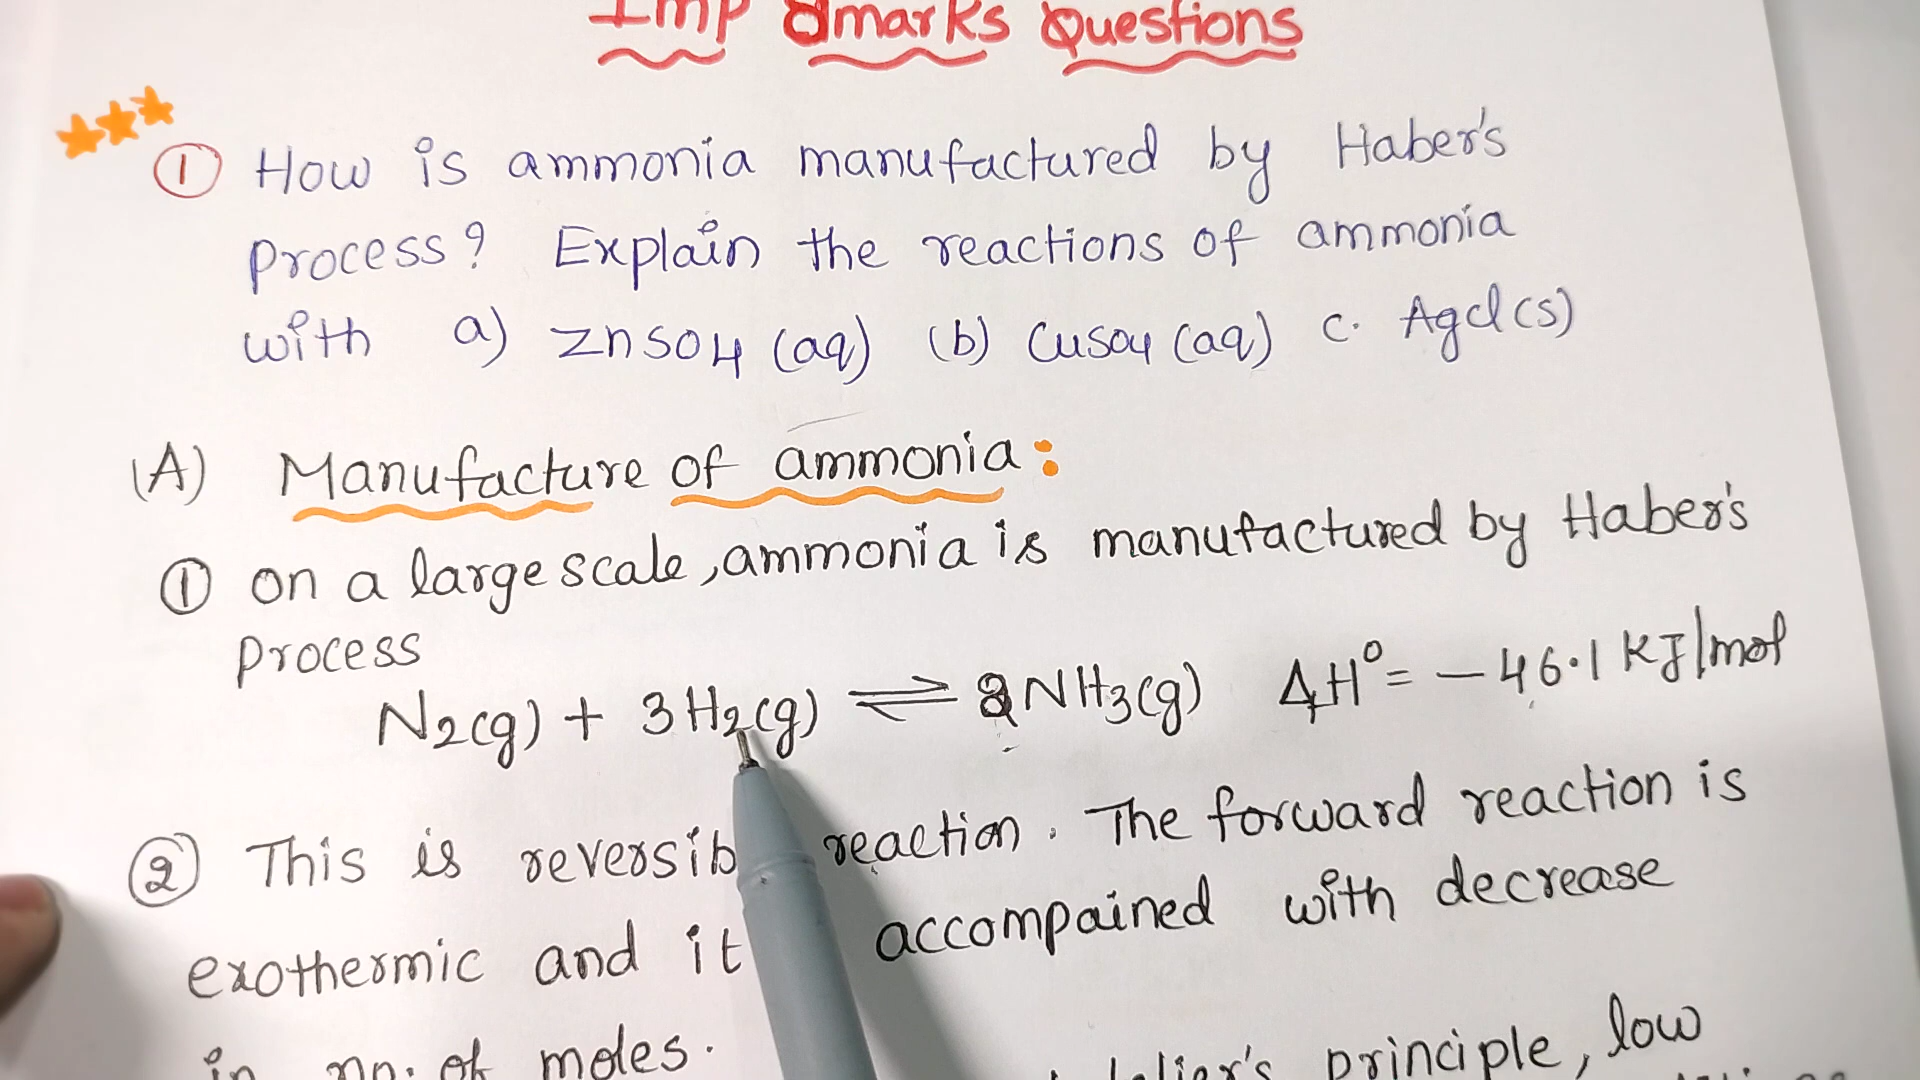 Imp 8marks Questions
① How is ammonia manufactured by Haber's
process? Explain the reactions of ammonia
with a) ZnSO4 (aq) (b) CuSO4 (aq) c. Agcl(s)
(A) Manufacture of ammonia:
① on a large scale, ammonia is manufactured by Haber's
process
N2(g) + 3H2(g) ⇌ 2NH3(g) ΔH° = -46.1 KJ/mol
② This is reversib reaction. The forward reaction is
exothermic and it accompained with decrease
in no. of moles. principle, low